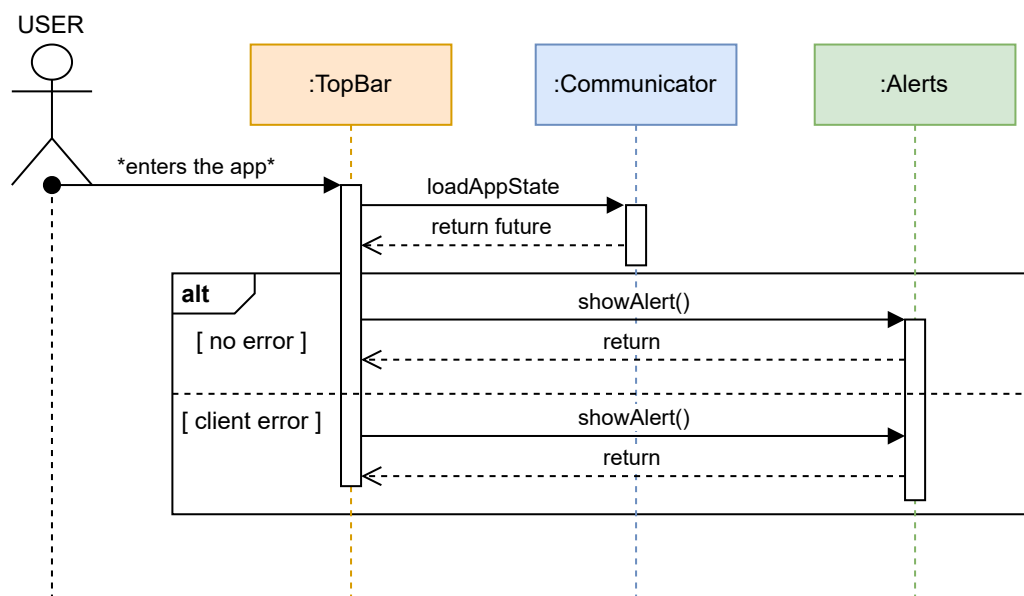 USER
:TopBar
:Communicator
:Alerts
*enters the app*
loadAppState
return future
alt
showAlert()
[ no error ]
return
[ client error ]
showAlert()
return